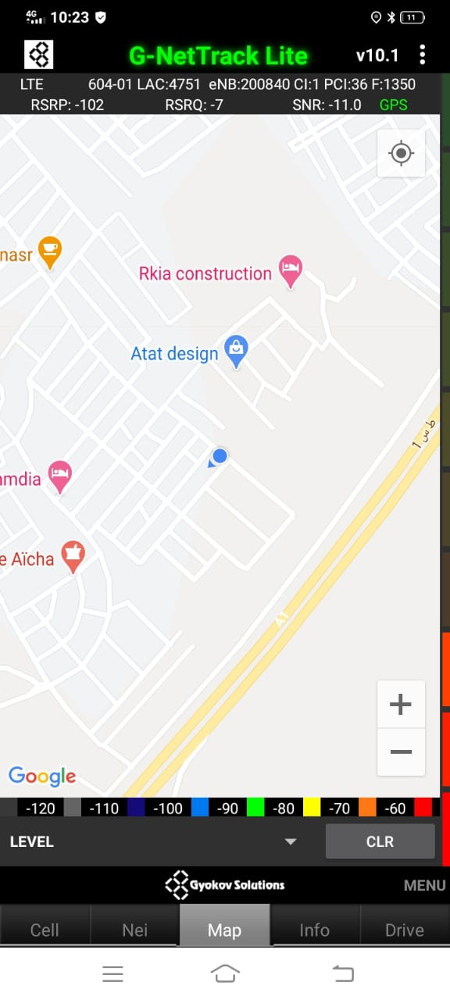 4G 10:23 11
G-NetTrack Lite v10.1
LTE 604-01 LAC:4751 eNB:200840 CI:1 PCI:36 F:1350
RSRP: -102 RSRQ: -7 SNR: -11.0 GPS
nasr
Rkia construction
Atat design
ط س 1
amdia
e Aïcha
A1
Google
-120 -110 -100 -90 -80 -70 -60
LEVEL CLR
Gyokov Solutions MENU
Cell Nei Map Info Drive